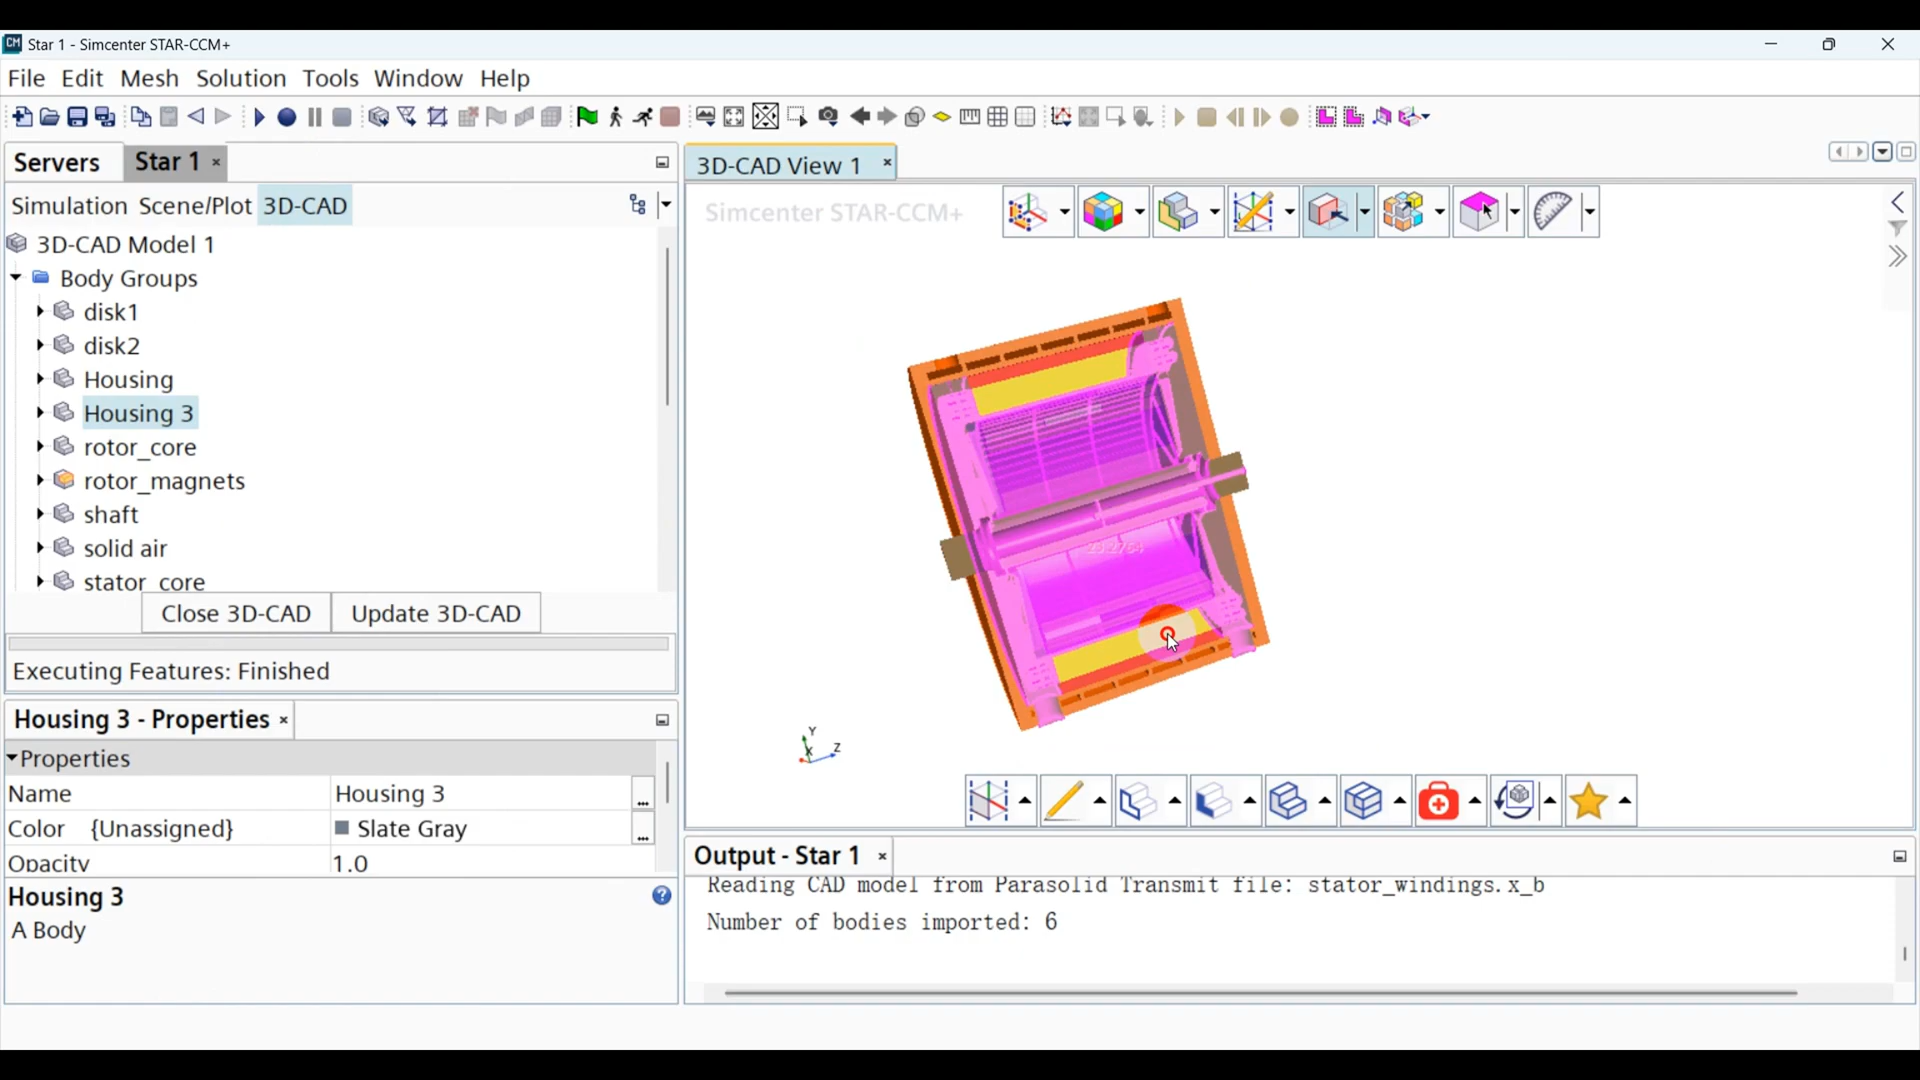 Star 1 - Simcenter STAR-CCM+
File Edit Mesh Solution Tools Window Help
Servers Star 1 ×
3D-CAD View 1 ×
Simulation Scene/Plot 3D-CAD
Simcenter STAR-CCM+
3D-CAD Model 1
Body Groups
disk1
disk2
Housing
Housing 3
rotor_core
rotor_magnets
shaft
solid air
stator_core
23.2764
Close 3D-CAD Update 3D-CAD
Executing Features: Finished
Y
X Z
Housing 3 - Properties ×
Properties
Name Housing 3 ...
Color {Unassigned} Slate Gray ...
Opacity 1.0
Housing 3
A Body
Output - Star 1 ×
Reading CAD model from Parasolid Transmit file: stator_windings.x_b
Number of bodies imported: 6